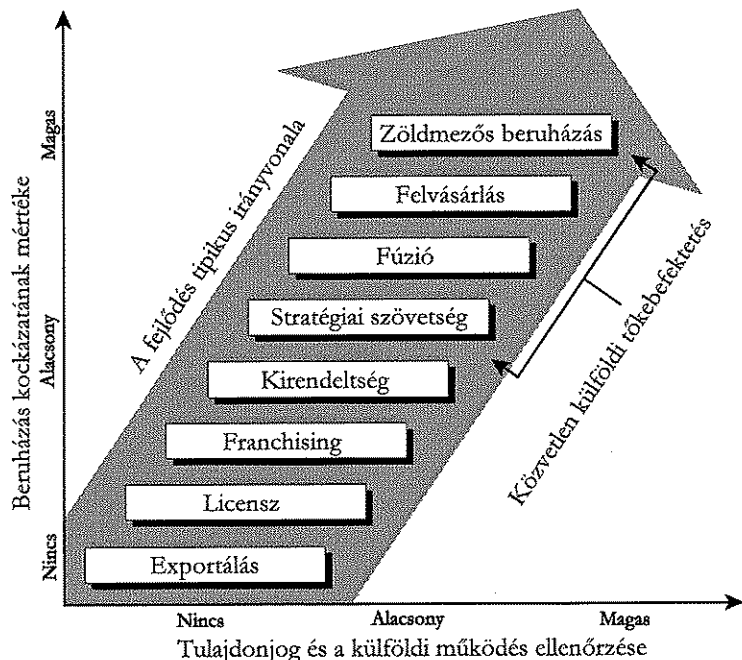 Beruházás kockázatának mértéke
Magas
Alacsony
Nincs
A fejlődés tipikus irányvonala
Zöldmezős beruházás
Felvásárlás
Fúzió
Stratégiai szövetség
Kirendeltség
Franchising
Licensz
Exportálás
Közvetlen külföldi tőkebefektetés
Nincs
Alacsony
Magas
Tulajdonjog és a külföldi működés ellenőrzése